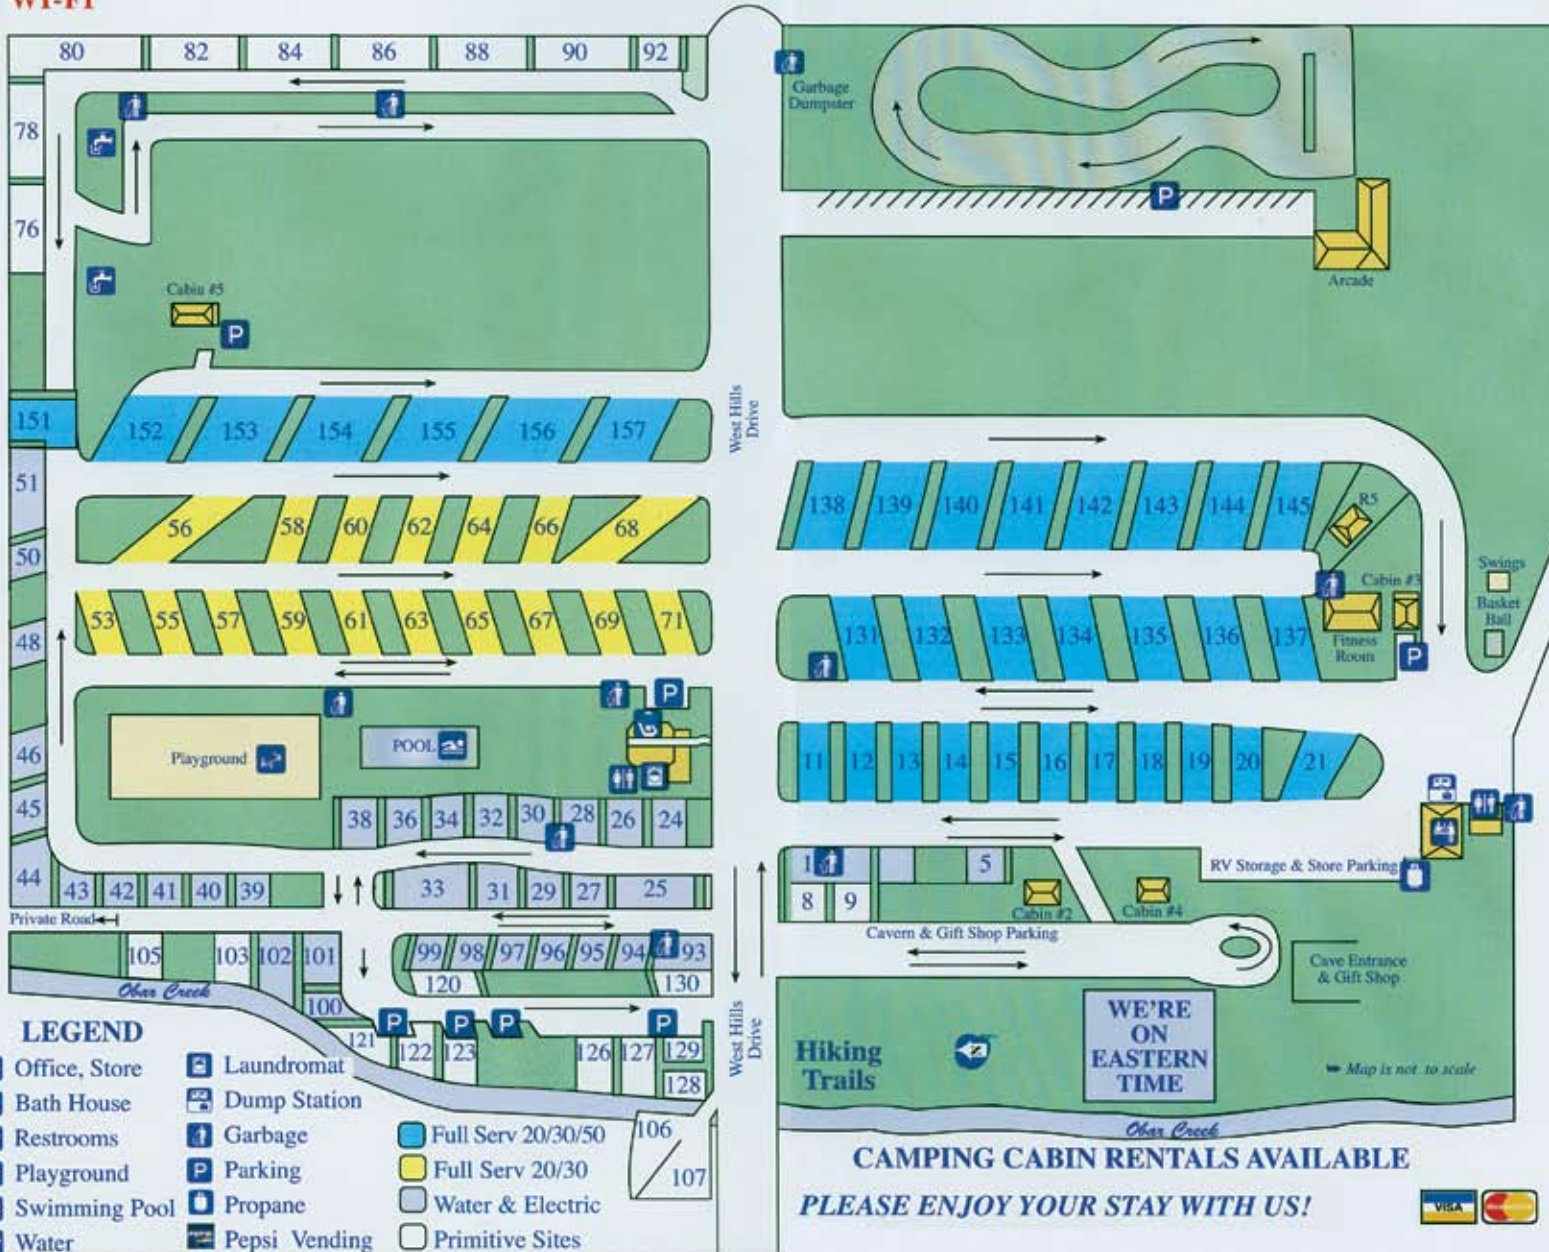 WI-FI
80 82 84 86 88 90 92
Garbage
Dumpster
78
76
P
Arcade
Cabin #5
P
West Hills
Drive
151 152 153 154 155 156 157
138 139 140 141 142 143 144 145
R5
51
56 58 60 62 64 66 68
50
Swings
Cabin #3
Basket
Ball
53 55 57 59 61 63 65 67 69 71
131 132 133 134 135 136 137
Fitness
Room
P
48
P
46
Playground
POOL
11 12 13 14 15 16 17 18 19 20 21
45
38 36 34 32 30 28 26 24
44 43 42 41 40 39
33 31 29 27 25
1 5
8 9
RV Storage & Store Parking
Cabin #2
Cabin #4
Private Road
Cavern & Gift Shop Parking
105 103 102 101
99 98 97 96 95 94 93
120 130
Cave Entrance
& Gift Shop
Obar Creek
100
P P P P
121 122 123 126 127 129
128
West Hills
Drive
Hiking
Trails
WE'RE
ON
EASTERN
TIME
Map is not to scale
106
107
Obar Creek
LEGEND
Office, Store
Bath House
Restrooms
Playground
Swimming Pool
Water
Laundromat
Dump Station
Garbage
P Parking
Propane
Pepsi Vending
Full Serv 20/30/50
Full Serv 20/30
Water & Electric
Primitive Sites
CAMPING CABIN RENTALS AVAILABLE
PLEASE ENJOY YOUR STAY WITH US!
VISA